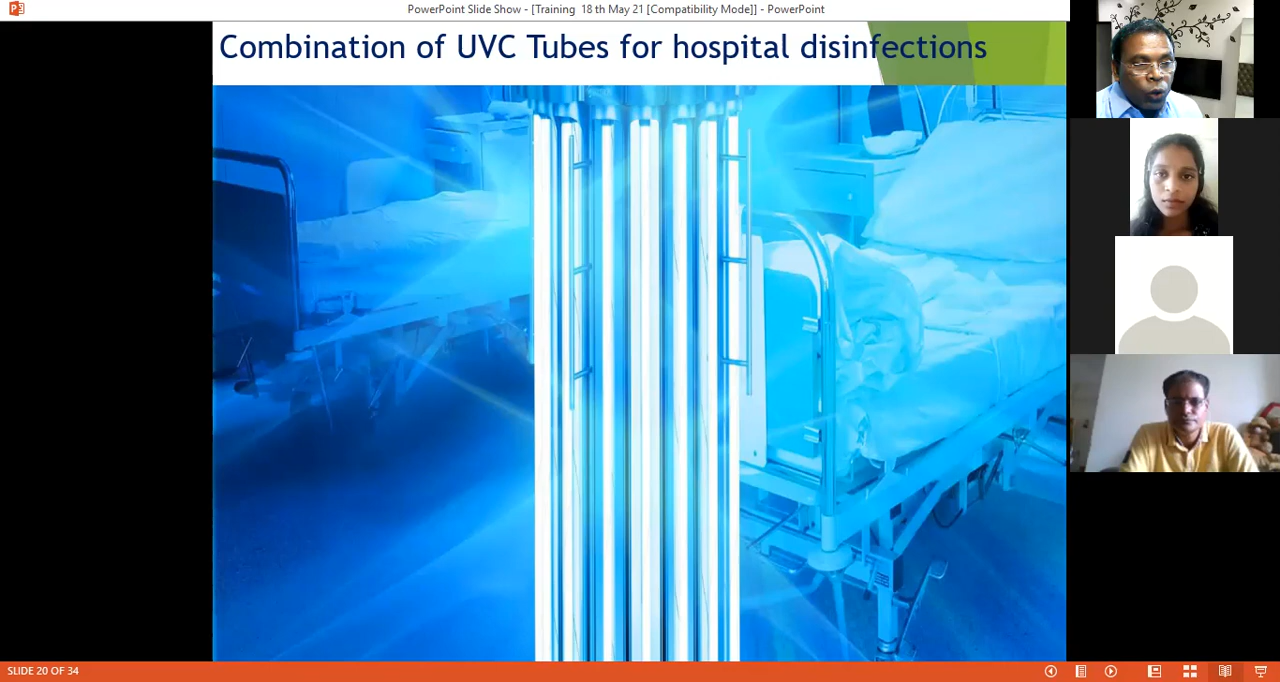 PowerPoint Slide Show - [Training 18 th May 21 [Compatibility Mode]] - PowerPoint
Combination of UVC Tubes for hospital disinfections
SLIDE 20 OF 34